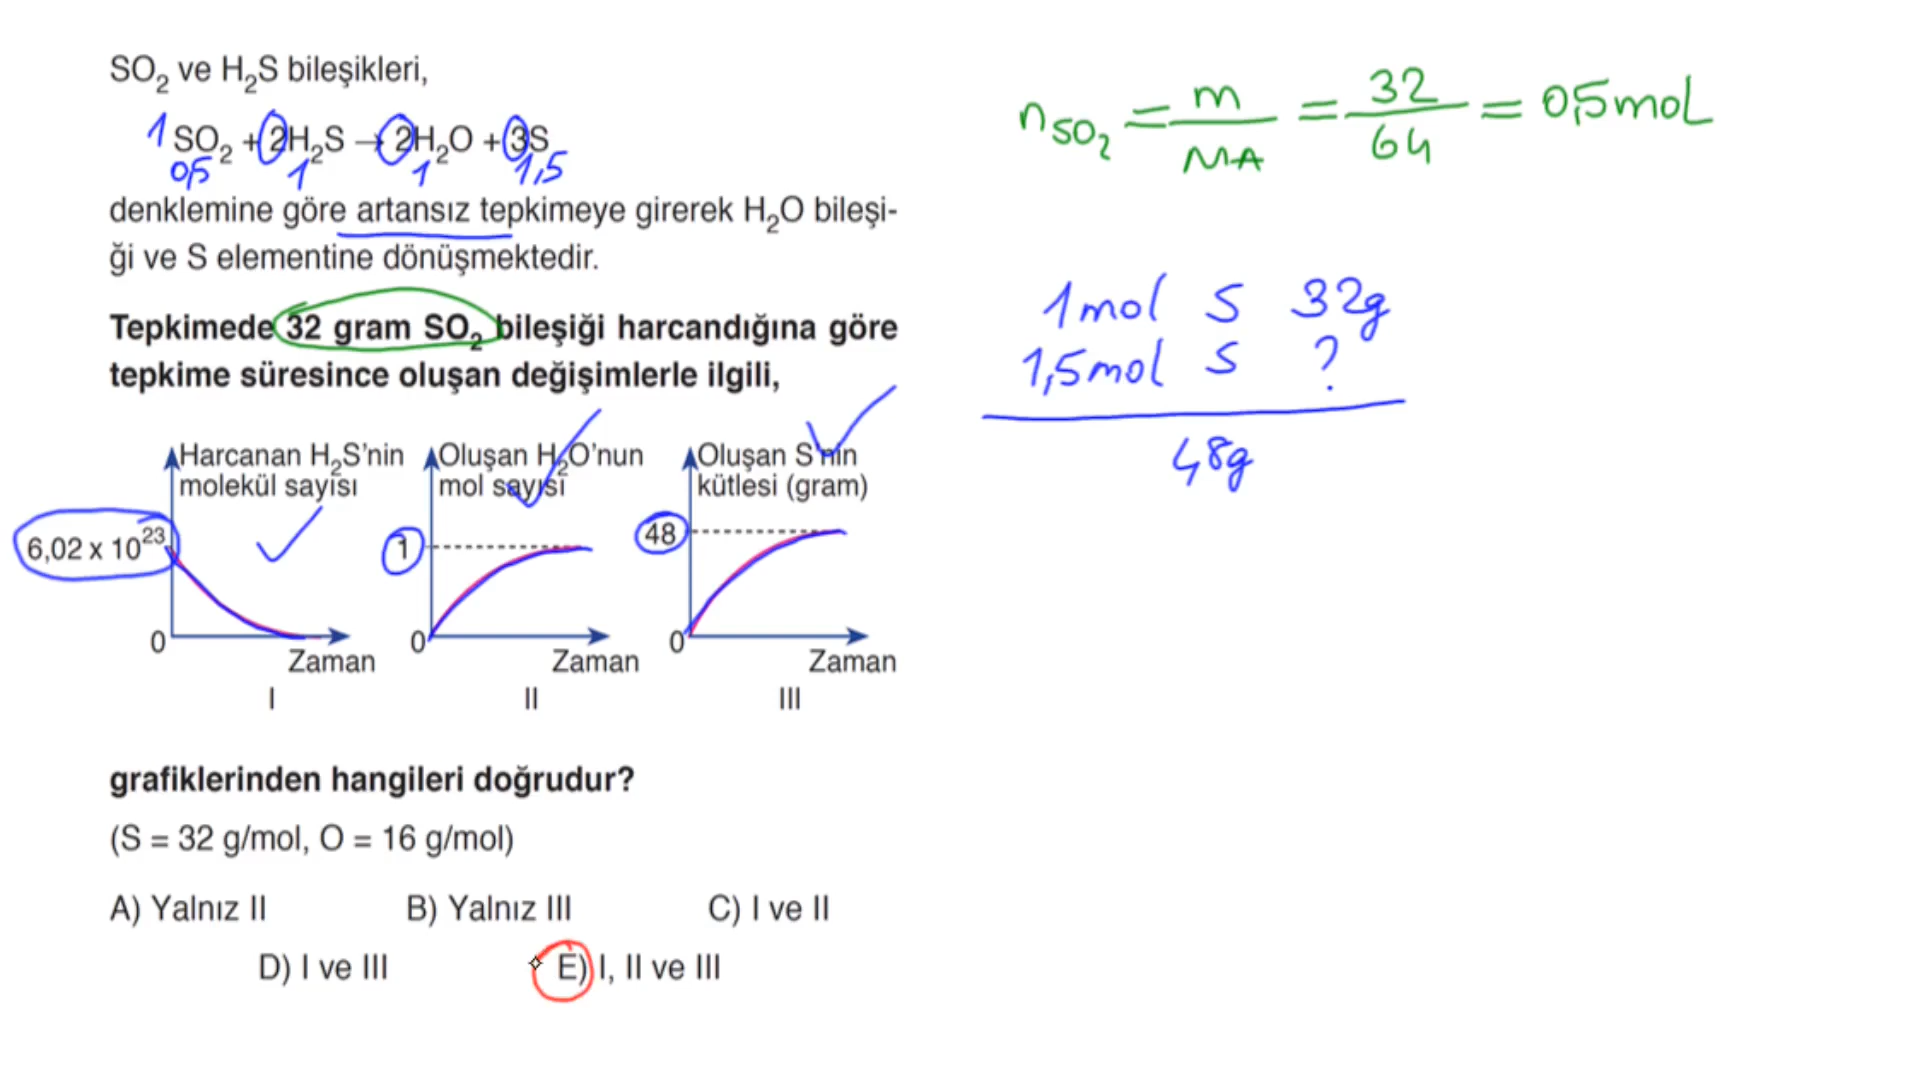 SO₂ ve H₂S bileşikleri,
1 SO₂ + 2H₂S → 2H₂O + 3S
0,5 1 1 1,5
denklemine göre artansız tepkimeye girerek H₂O bileşi-
ği ve S elementine dönüşmektedir.
Tepkimede 32 gram SO₂ bileşiği harcandığına göre
tepkime süresince oluşan değişimlerle ilgili,
Harcanan H₂S'nin
molekül sayısı
6,02 x 10²³
0
Zaman
I
Oluşan H₂O'nun
mol sayısı
1
0
Zaman
II
Oluşan S'nin
kütlesi (gram)
48
0
Zaman
III
grafiklerinden hangileri doğrudur?
(S = 32 g/mol, O = 16 g/mol)
A) Yalnız II B) Yalnız III C) I ve II
D) I ve III E) I, II ve III
nSO₂ = m/MA = 32/64 = 0,5 mol
1 mol S 32g
1,5 mol S ?
48g